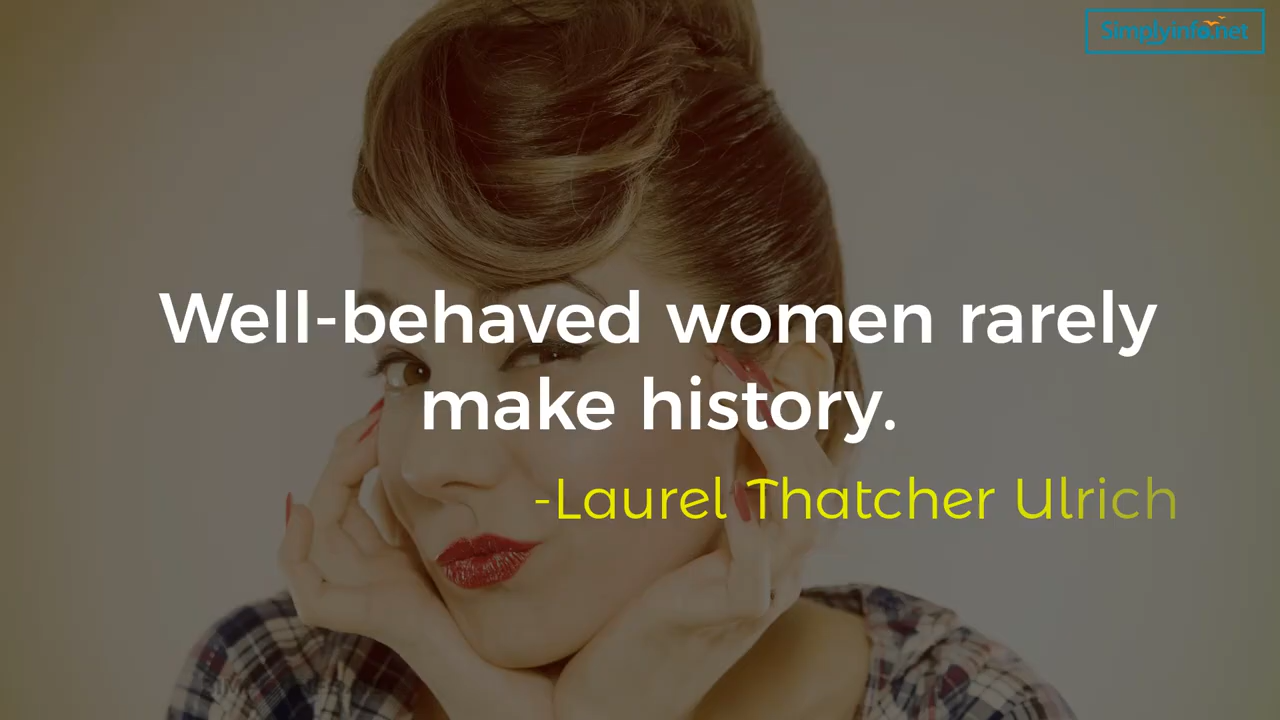 Simplyinfo.net
Well-behaved women rarely
make history.
-Laurel Thatcher Ulrich